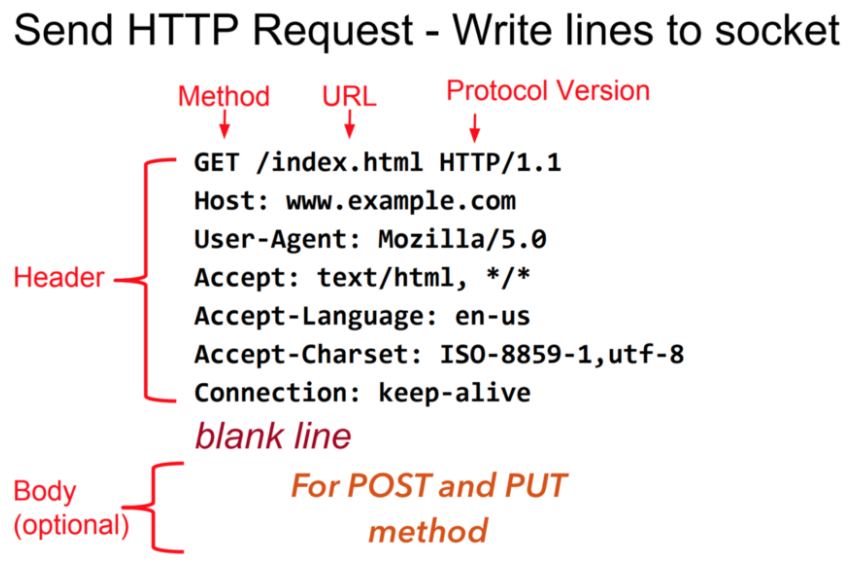 Send HTTP Request - Write lines to socket
Method URL Protocol Version
GET /index.html HTTP/1.1
Host: www.example.com
User-Agent: Mozilla/5.0
Header
Accept: text/html, */*
Accept-Language: en-us
Accept-Charset: ISO-8859-1,utf-8
Connection: keep-alive
blank line
Body
(optional)
For POST and PUT
method